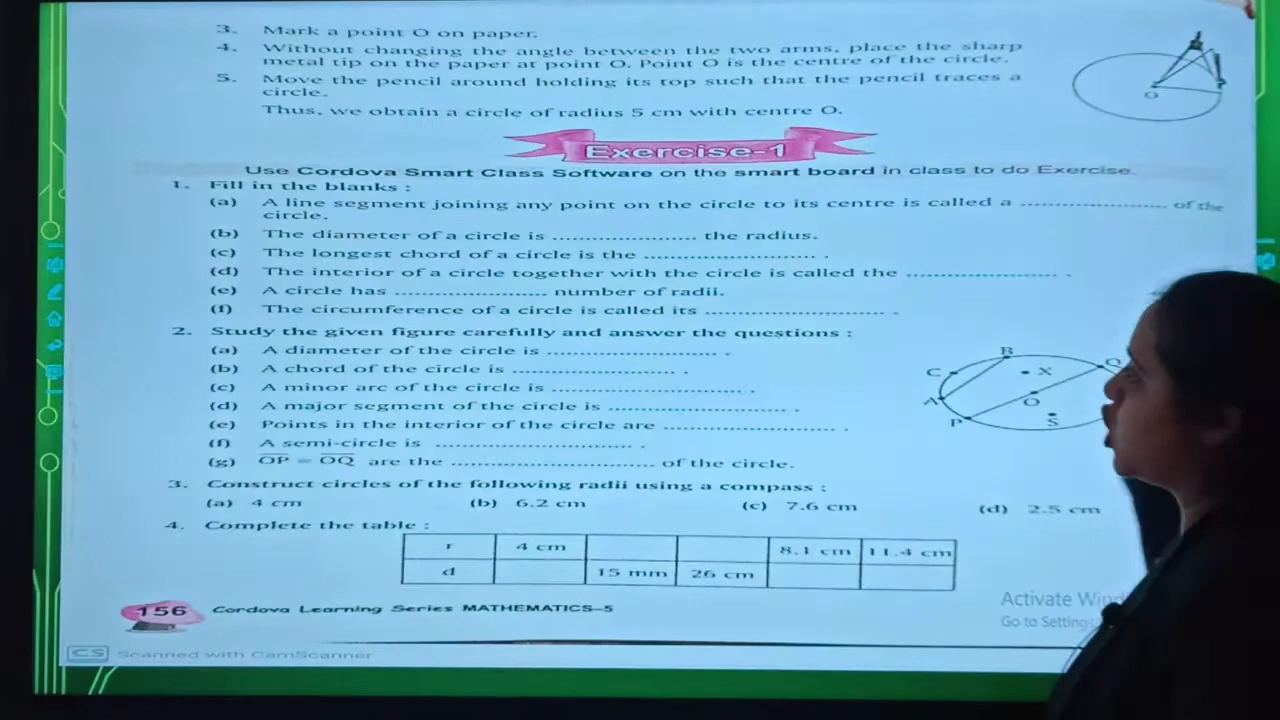 3. Mark a point O on paper.
4. Without changing the angle between the two arms, place the sharp
metal tip on the paper at point O. Point O is the centre of the circle.
5. Move the pencil around holding its top such that the pencil traces a
circle.
Thus, we obtain a circle of radius 5 cm with centre O.
O
Exercise-1
Use Cordova Smart Class Software on the smart board in class to do Exercise.
1. Fill in the blanks :
(a) A line segment joining any point on the circle to its centre is called a ........................ of the
circle.
(b) The diameter of a circle is ........................ the radius.
(c) The longest chord of a circle is the ............................ .
(d) The interior of a circle together with the circle is called the ........................ .
(e) A circle has ........................ number of radii.
(f) The circumference of a circle is called its ............................ .
2. Study the given figure carefully and answer the questions :
(a) A diameter of the circle is ............................ .
(b) A chord of the circle is ........................ .
(c) A minor arc of the circle is ............................ .
(d) A major segment of the circle is ............................ .
(e) Points in the interior of the circle are ............................ .
(f) A semi-circle is ............................ .
(g) OP = OQ are the ............................ of the circle.
B
C X Q
A O
P S
3. Construct circles of the following radii using a compass :
(a) 4 cm (b) 6.2 cm (c) 7.6 cm (d) 2.5 cm
4. Complete the table :
r 4 cm 8.1 cm 11.4 cm
d 15 mm 26 cm
156 Cordova Learning Series MATHEMATICS–5
Activate Wind
Go to Settings
CS Scanned with CamScanner